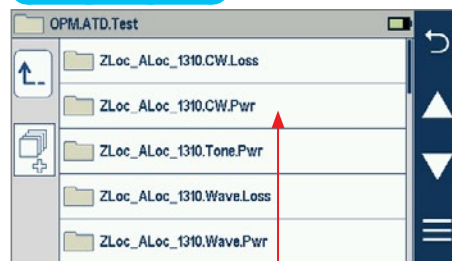 OPM.ATD.Test
ZLoc_ALoc_1310.CW.Loss
ZLoc_ALoc_1310.CW.Pwr
ZLoc_ALoc_1310.Tone.Pwr
ZLoc_ALoc_1310.Wave.Loss
ZLoc_ALoc_1310.Wave.Pwr